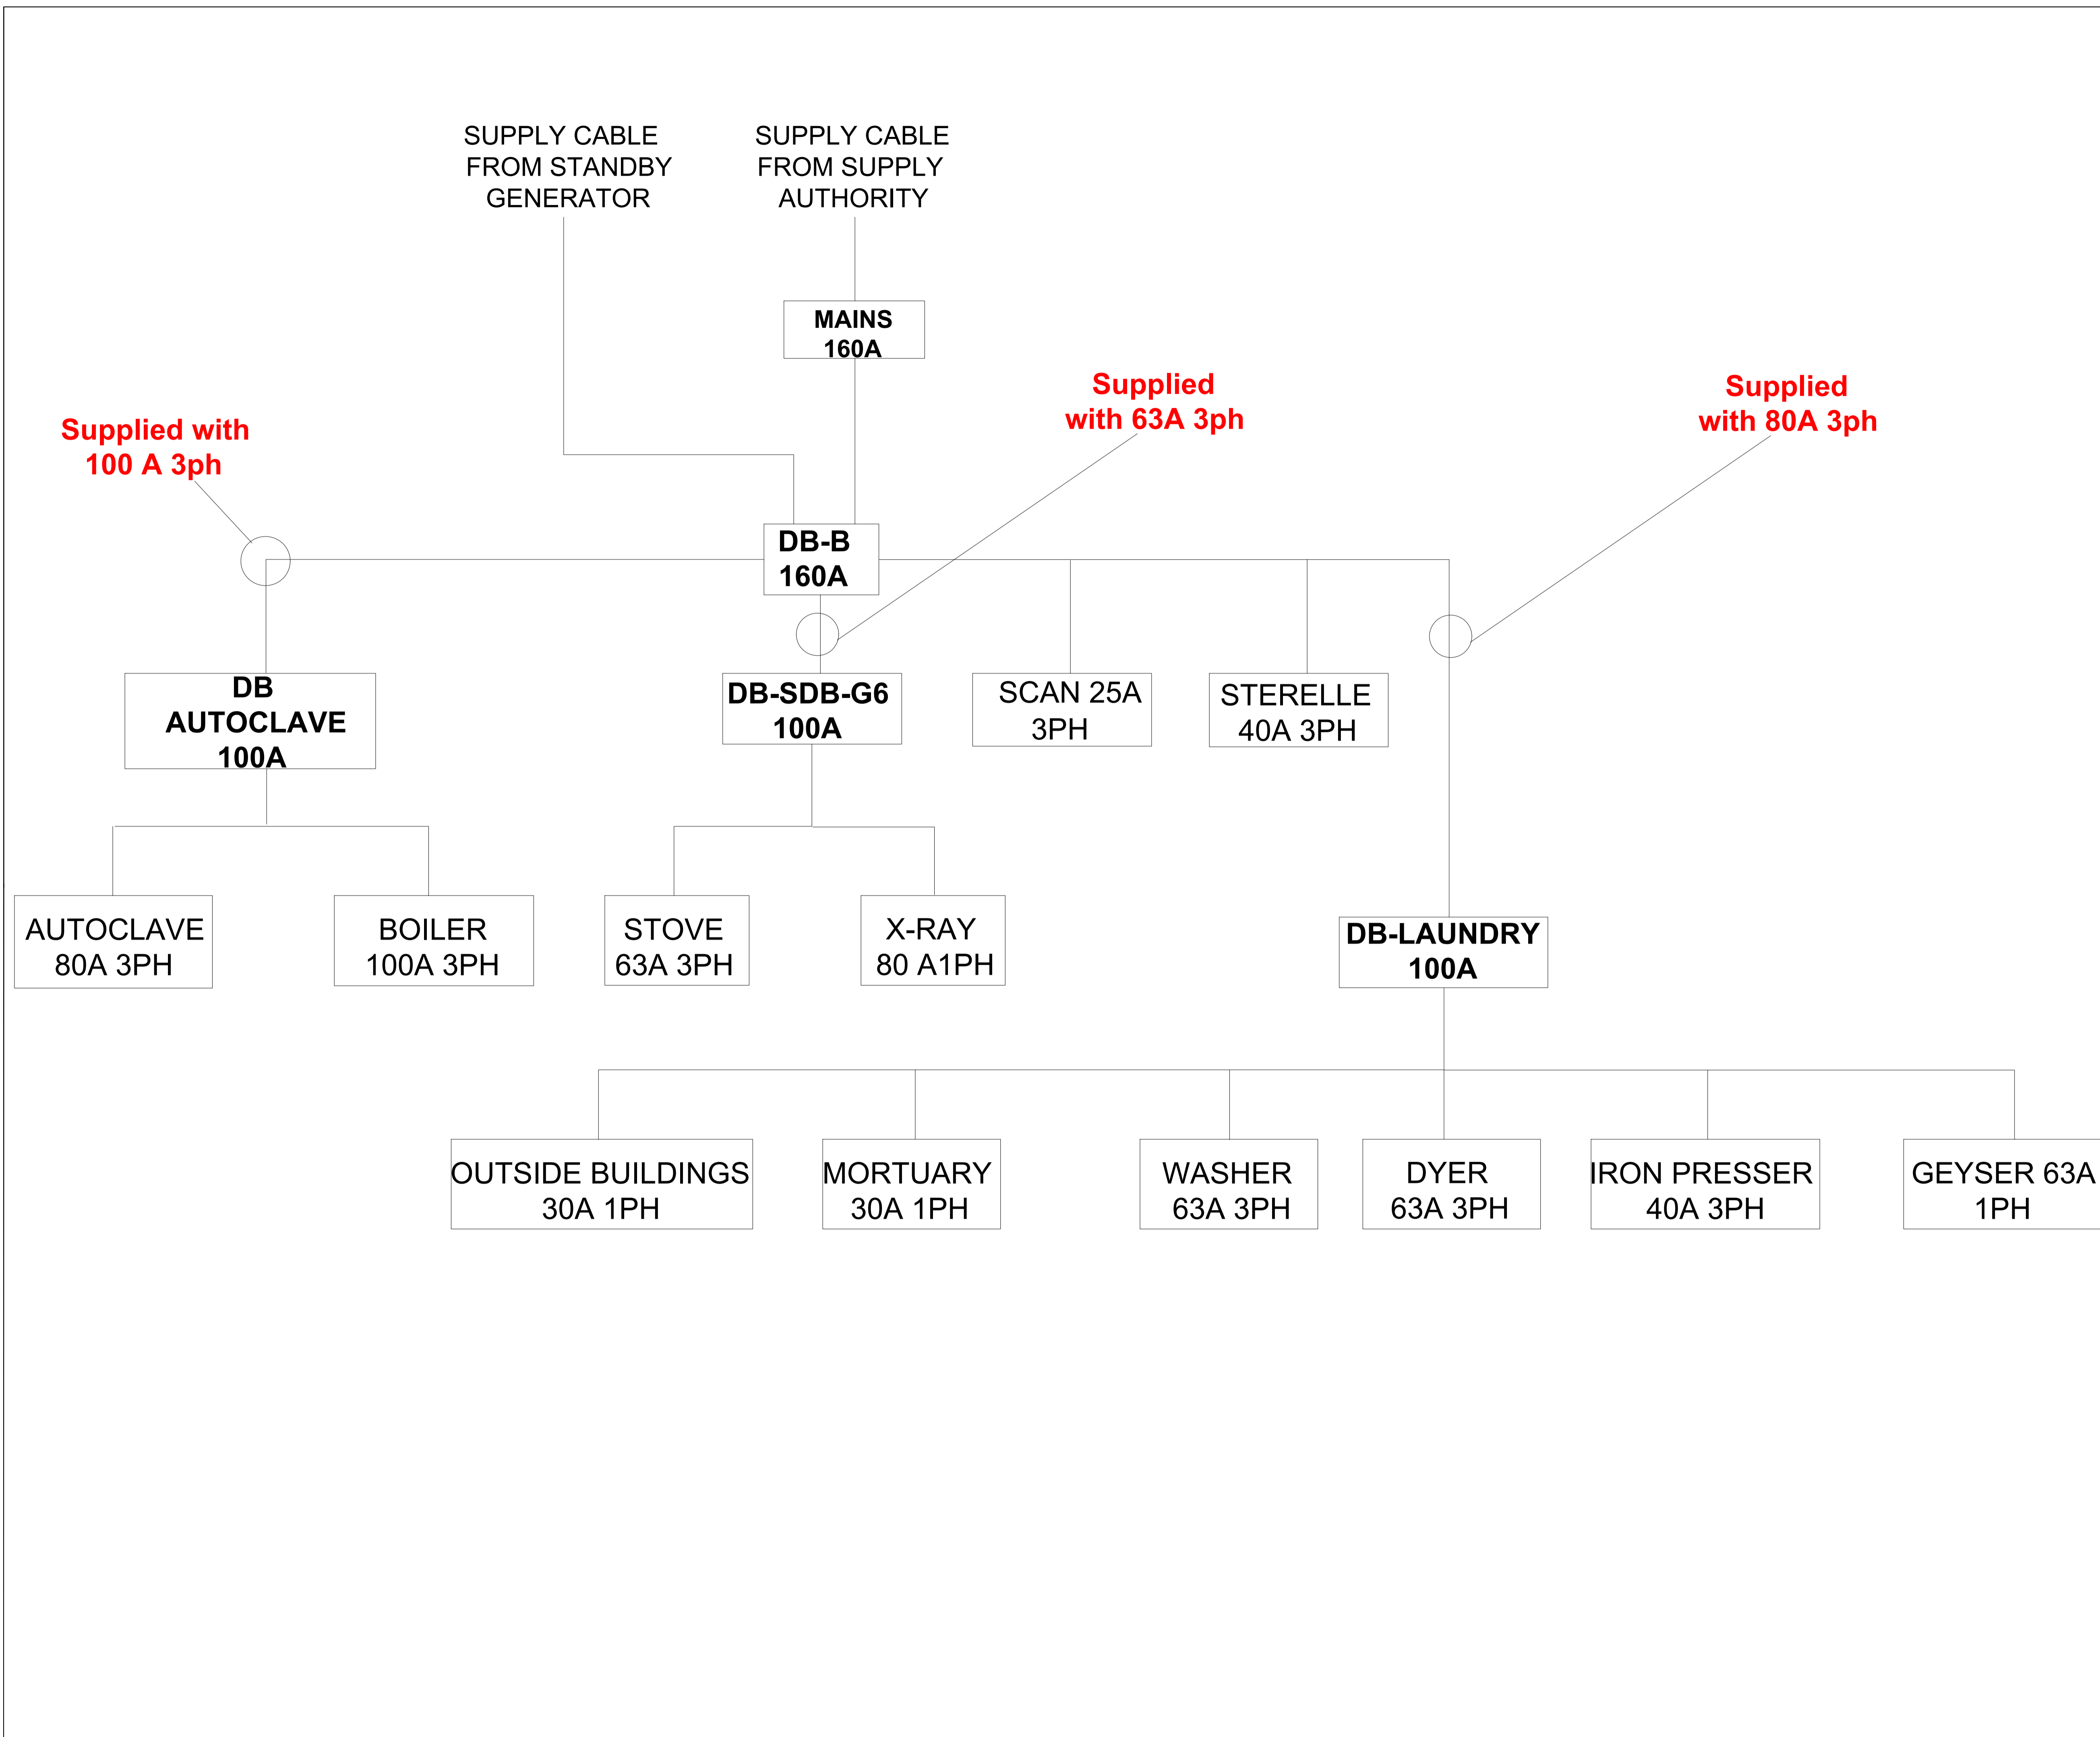 SUPPLY CABLE
FROM STANDBY
GENERATOR
SUPPLY CABLE
FROM SUPPLY
AUTHORITY
MAINS
160A
Supplied with
100 A 3ph
Supplied
with 63A 3ph
Supplied
with 80A 3ph
DB-B
160A
DB
AUTOCLAVE
100A
DB-SDB-G6
100A
SCAN 25A
3PH
STERELLE
40A 3PH
AUTOCLAVE
80A 3PH
BOILER
100A 3PH
STOVE
63A 3PH
X-RAY
80 A1PH
DB-LAUNDRY
100A
OUTSIDE BUILDINGS
30A 1PH
MORTUARY
30A 1PH
WASHER
63A 3PH
DYER
63A 3PH
IRON PRESSER
40A 3PH
GEYSER 63A
1PH